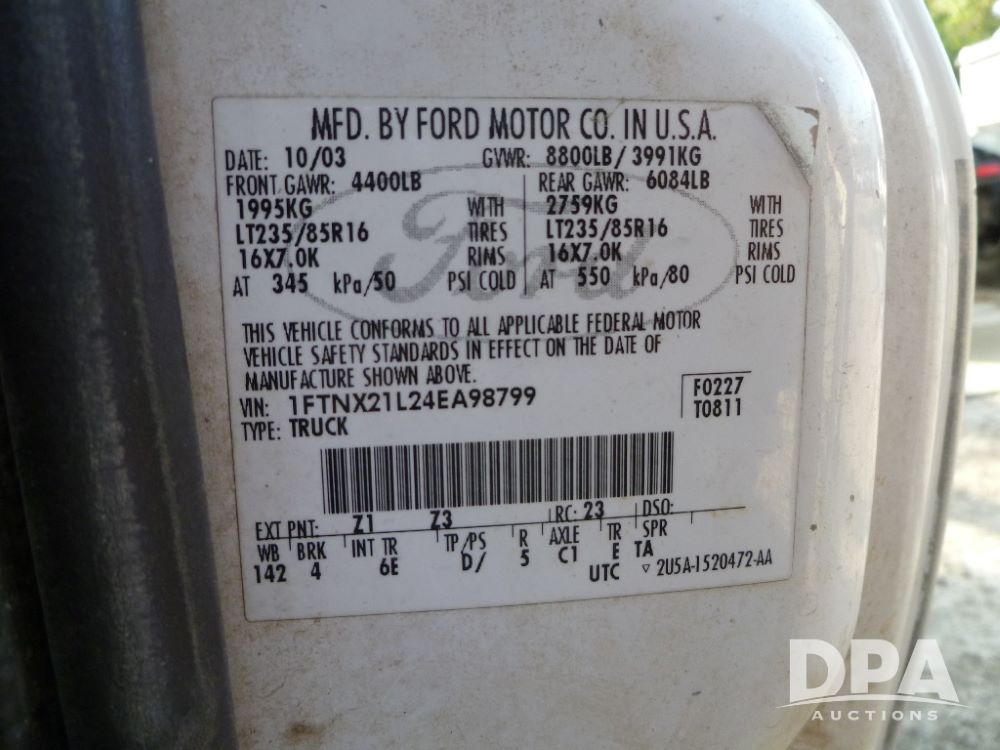 MFD. BY FORD MOTOR CO. IN U.S.A.
DATE: 10/03 GVWR: 8800LB/ 3991KG
FRONT GAWR: 4400LB REAR GAWR: 6084LB
1995KG WITH 2759KG WITH
LT235/85R16 TIRES LT235/85R16 TIRES
16X7.0K RIMS 16X7.0K RIMS
AT 345 kPa/50 PSI COLD AT 550 kPa/80 PSI COLD
Ford
THIS VEHICLE CONFORMS TO ALL APPLICABLE FEDERAL MOTOR
VEHICLE SAFETY STANDARDS IN EFFECT ON THE DATE OF
MANUFACTURE SHOWN ABOVE.
VIN: 1FTNX21L24EA98799 F0227
TYPE: TRUCK T0811
EXT PNT: Z1 Z3 RC: 23 DSO:
WB BRK INT TR TP/PS R AXLE TR SPR
142 4 6E D/ 5 C1 E TA
UTC ▽ 2U5A-1520472-AA
DPA
AUCTIONS